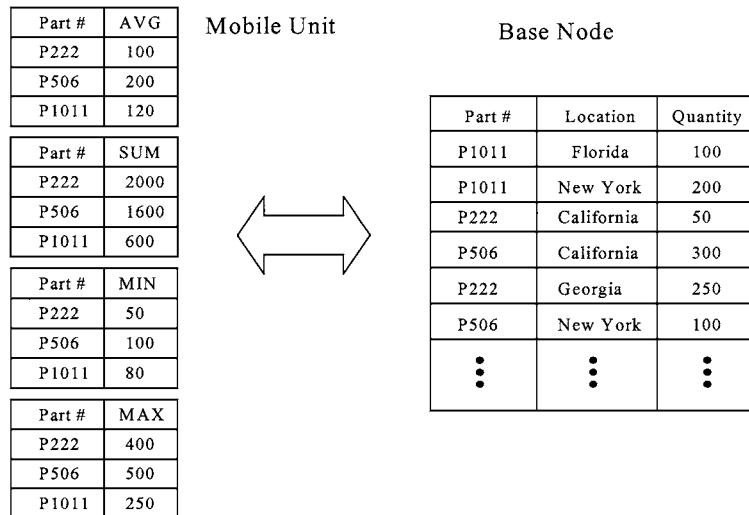 Mobile Unit
Base Node
Part # AVG
P222 100
P506 200
P1011 120
Part # SUM
P222 2000
P506 1600
P1011 600
Part # MIN
P222 50
P506 100
P1011 80
Part # MAX
P222 400
P506 500
P1011 250
Part # Location Quantity
P1011 Florida 100
P1011 New York 200
P222 California 50
P506 California 300
P222 Georgia 250
P506 New York 100